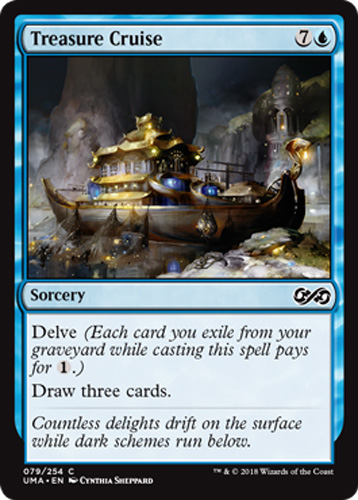 Treasure Cruise 7
Sorcery
Delve (Each card you exile from your
graveyard while casting this spell pays
for 1.)
Draw three cards.
Countless delights drift on the surface
while dark schemes run below.
079/254 C
UMA • EN Cynthia Sheppard ™ & © 2018 Wizards of the Coast